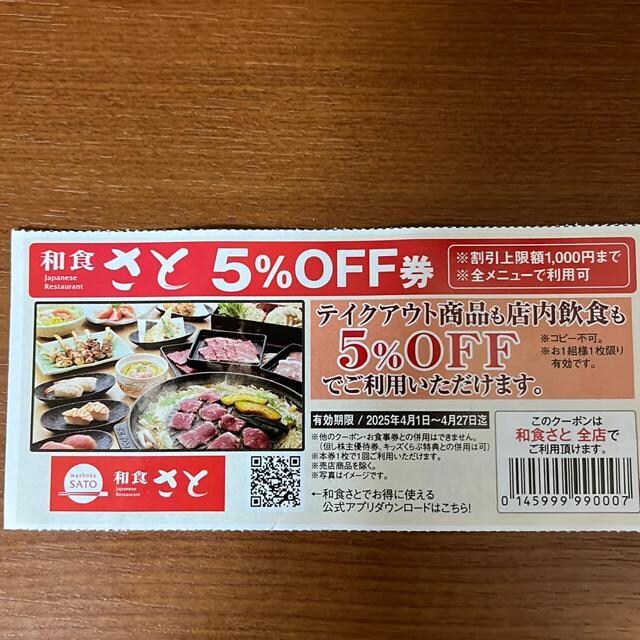 和食 さと
Japanese Restaurant
5%OFF券
※割引上限額1,000円まで
※全メニューで利用可
テイクアウト商品も店内飲食も
5%OFF
※コピー不可。
※お1組様1枚限り
有効です。
でご利用いただけます。
有効期限 / 2025年4月1日～4月27日迄
※他のクーポン・お食事券との併用はできません。
(但し株主優待券、キッズくらぶ特典との併用は可)
※本券1枚で1回ご利用いただけます。
※売店商品を除く。
※写真はイメージです。
←和食さとでお得に使える
公式アプリダウンロードはこちら!
このクーポンは
和食さと 全店で
ご利用頂けます。
0 145999 990007
washoku
SATO
和食 さと
Japanese Restaurant